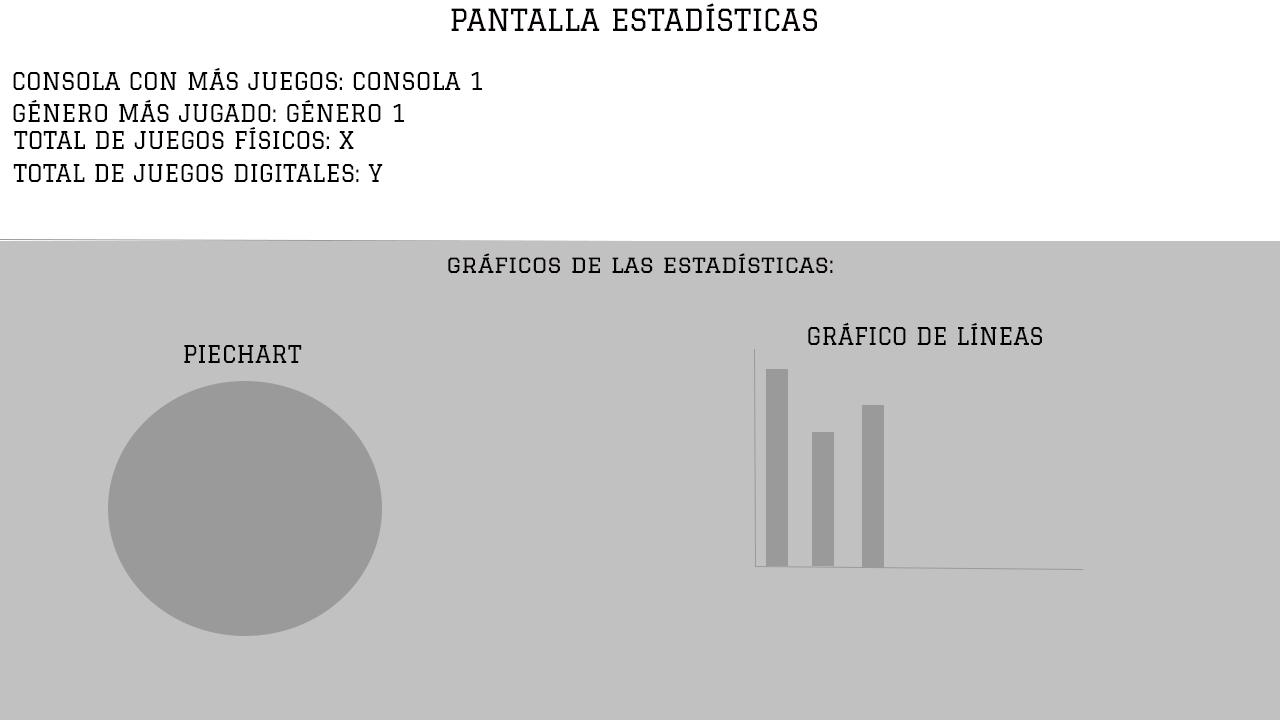 PANTALLA ESTADÍSTICAS
CONSOLA CON MÁS JUEGOS: CONSOLA 1
GÉNERO MÁS JUGADO: GÉNERO 1
TOTAL DE JUEGOS FÍSICOS: X
TOTAL DE JUEGOS DIGITALES: Y
GRÁFICOS DE LAS ESTADÍSTICAS:
PIECHART
GRÁFICO DE LÍNEAS